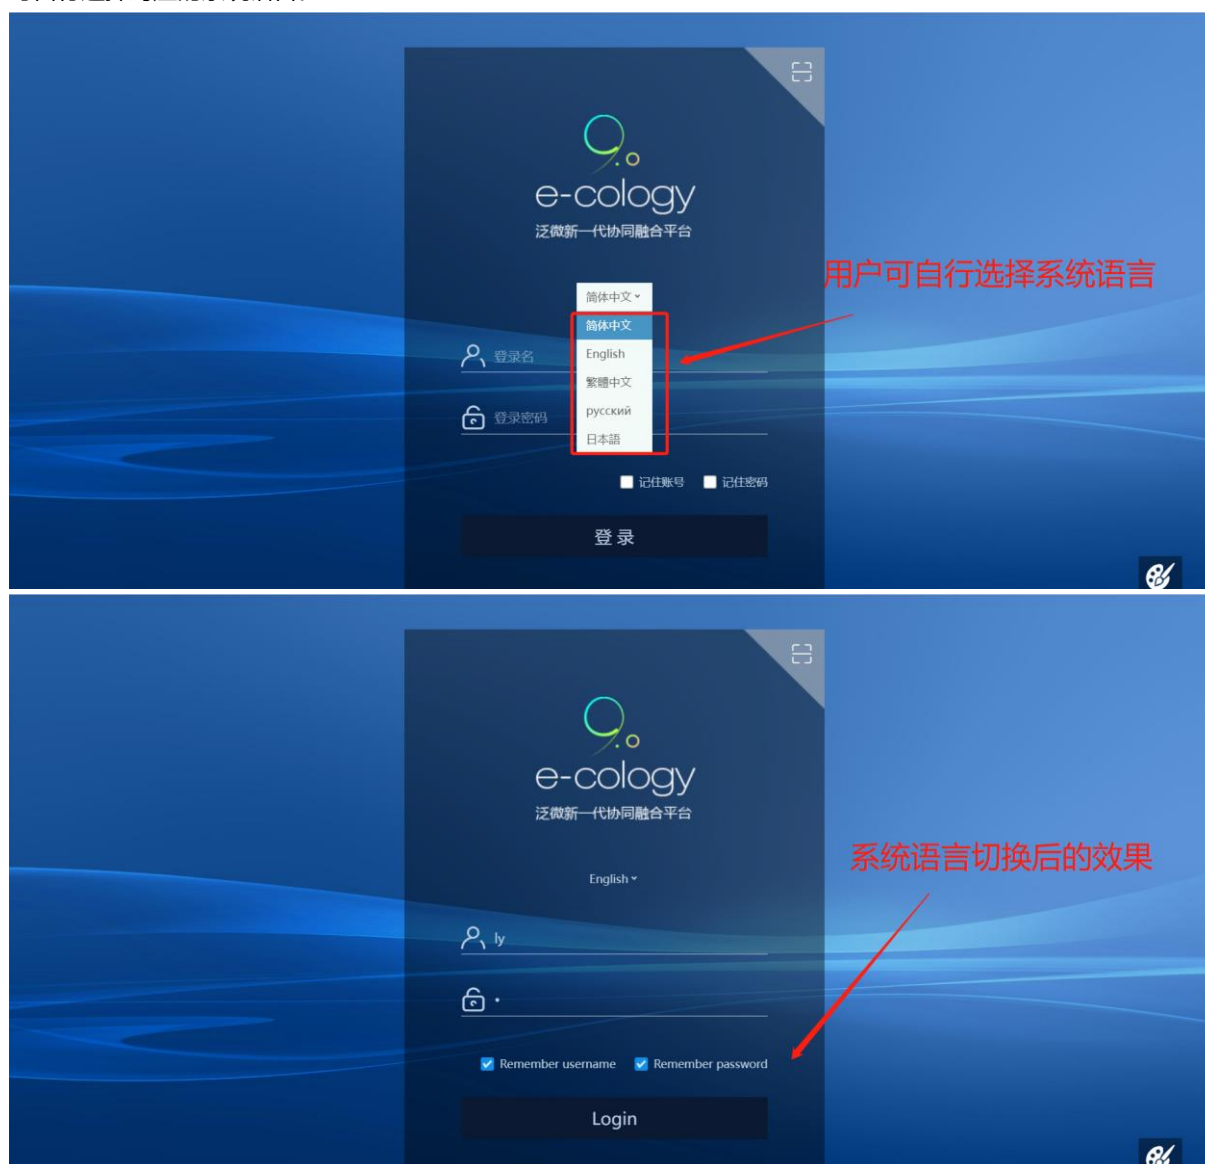 9.0
e-cology
泛微新一代协同融合平台
用户可自行选择系统语言
简体中文
简体中文
English
繁體中文
русский
日本語
登录名
登录密码
记住账号
记住密码
登 录
9.0
e-cology
泛微新一代协同融合平台
系统语言切换后的效果
English
ly
Remember username
Remember password
Login